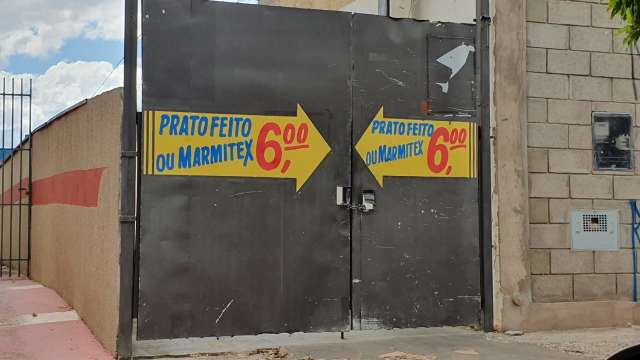 PRATO FEITO
OU MARMITEX 6,00
PRATO FEITO
OU MARMITEX 6,00